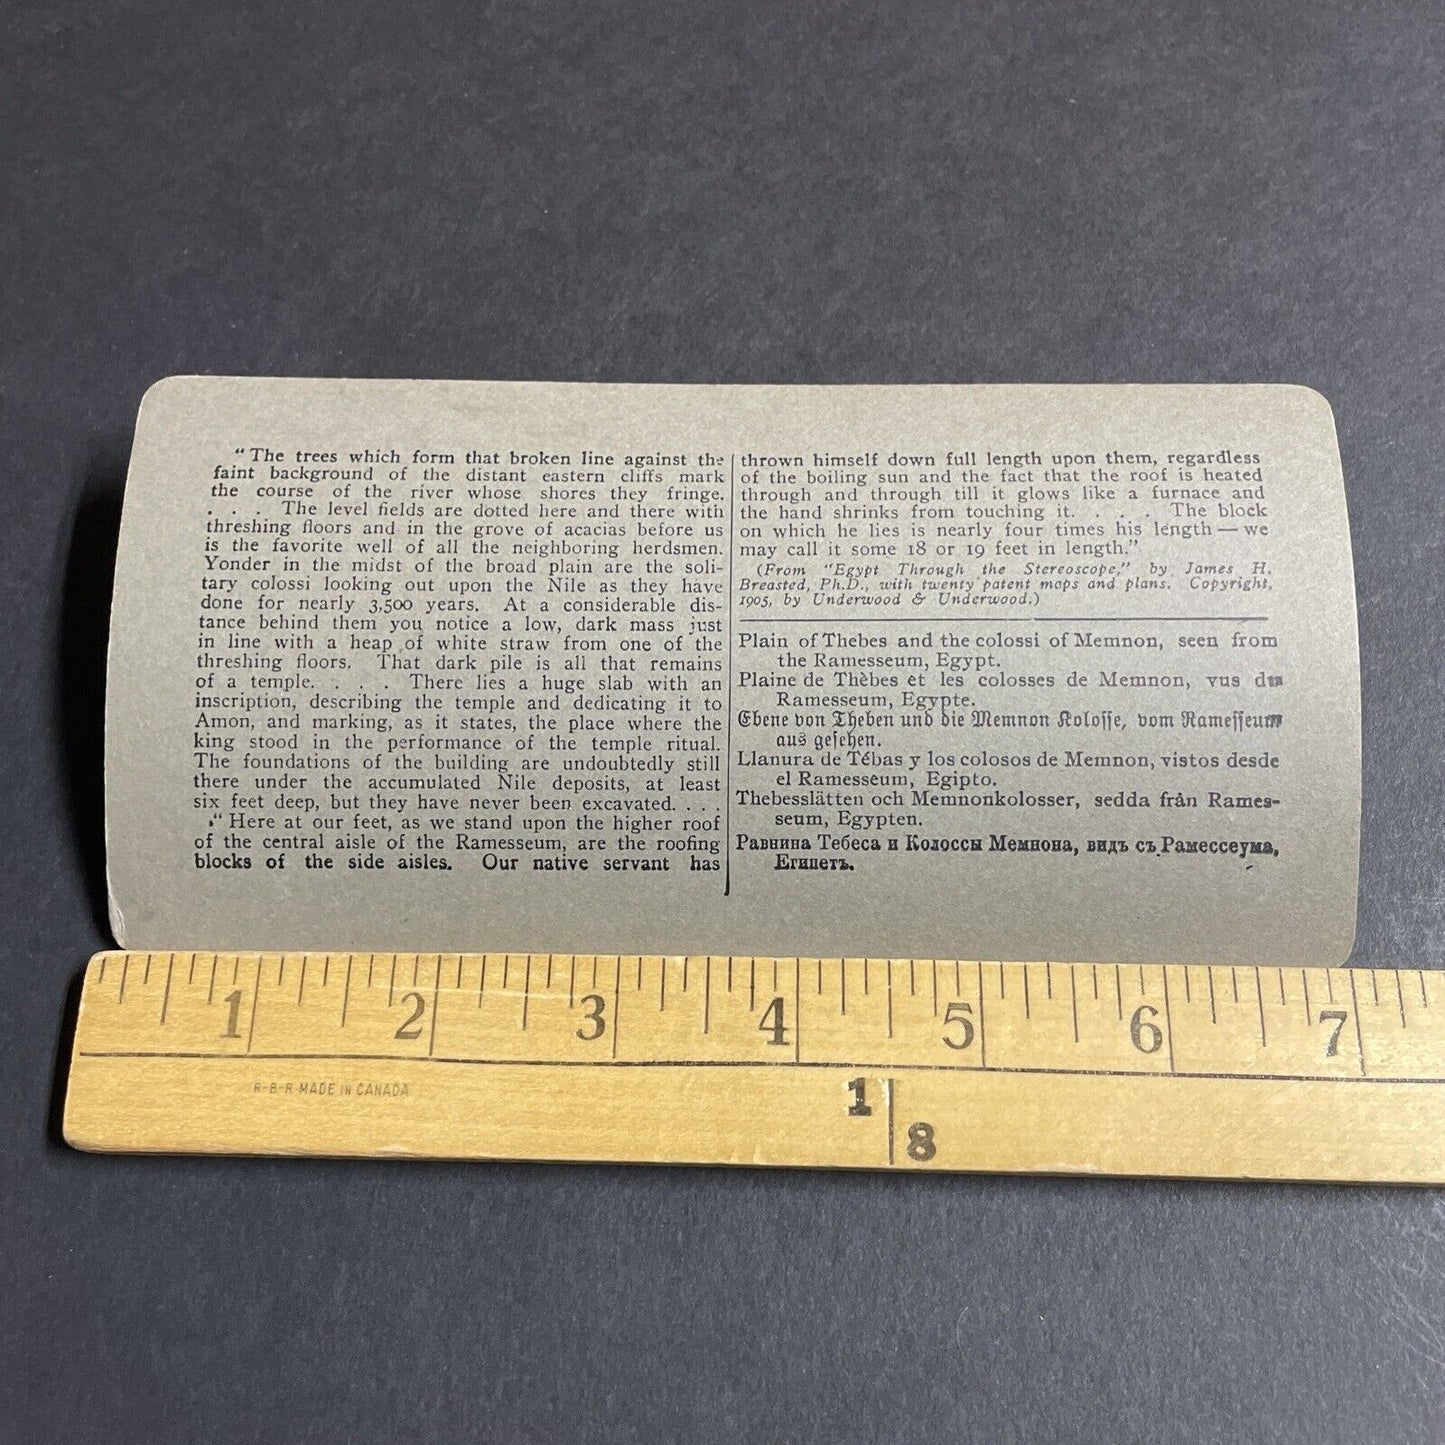 "The trees which form that broken line against the
faint background of the distant eastern cliffs mark
the course of the river whose shores they fringe.
. . . The level fields are dotted here and there with
threshing floors and in the grove of acacias before us
is the favorite well of all the neighboring herdsmen.
Yonder in the midst of the broad plain are the soli-
tary colossi looking out upon the Nile as they have
done for nearly 3,500 years. At a considerable dis-
tance behind them you notice a low, dark mass just
in line with a heap of white straw from one of the
threshing floors. That dark pile is all that remains
of a temple. . . . There lies a huge slab with an
inscription, describing the temple and dedicating it to
Amon, and marking, as it states, the place where the
king stood in the performance of the temple ritual.
The foundations of the building are undoubtedly still
there under the accumulated Nile deposits, at least
six feet deep, but they have never been excavated. . . .
"Here at our feet, as we stand upon the higher roof
of the central aisle of the Ramesseum, are the roofing
blocks of the side aisles. Our native servant has
thrown himself down full length upon them, regardless
of the boiling sun and the fact that the roof is heated
through and through till it glows like a furnace and
the hand shrinks from touching it. . . . The block
on which he lies is nearly four times his length — we
may call it some 18 or 19 feet in length."
(From "Egypt Through the Stereoscope," by James H.
Breasted, Ph.D., with twenty patent maps and plans. Copyright,
1905, by Underwood & Underwood.)
Plain of Thebes and the colossi of Memnon, seen from
the Ramesseum, Egypt.
Plaine de Thèbes et les colosses de Memnon, vus du
Ramesseum, Egypte.
Ebene von Theben und die Memnon Kolosse, vom Ramesseum
aus gesehen.
Llanura de Tébas y los colosos de Memnon, vistos desde
el Ramesseum, Egipto.
Thebesslätten och Memnonkolosser, sedda från Rames-
seum, Egypten.
Равнина Тебеса и Колоссы Мемнона, видъ съ Рамессеума,
Египетъ.
1 2 3 4 5 6 7
R-B-R MADE IN CANADA
1
8